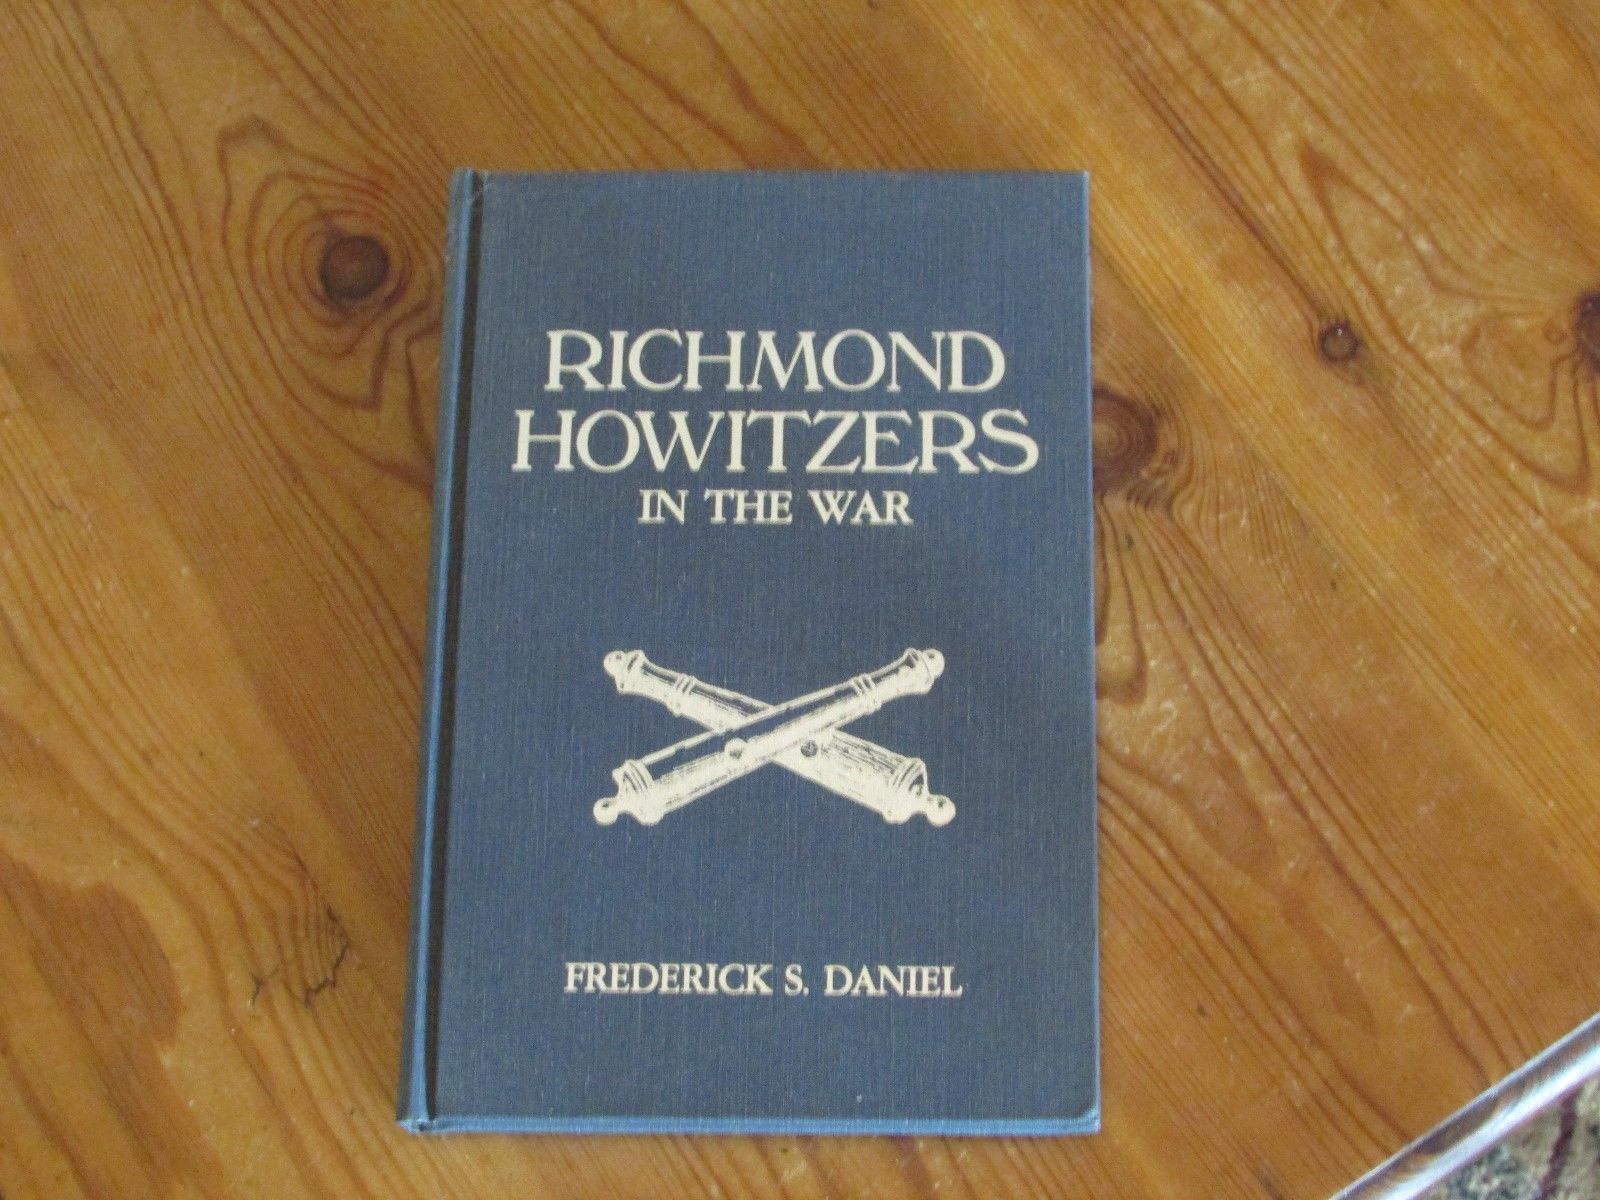 RICHMOND
HOWITZERS
IN THE WAR
FREDERICK S. DANIEL